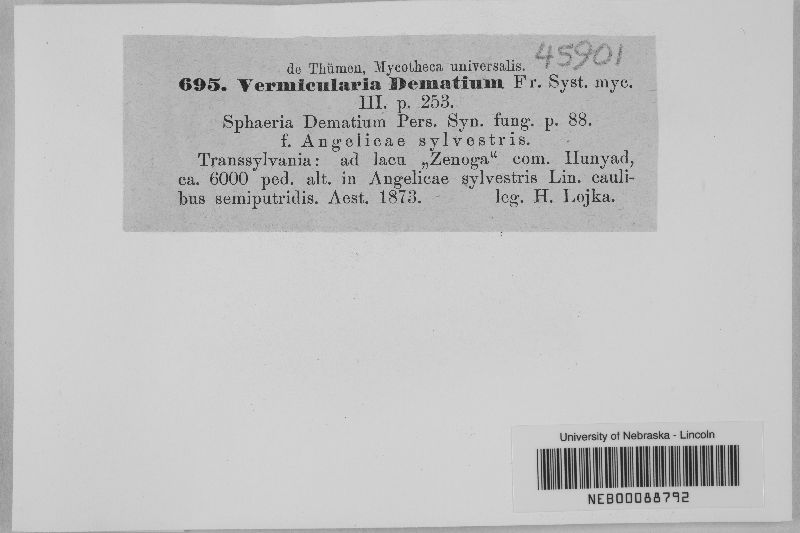 45901
de Thümen, Mycotheca universalis.
695. Vermicularia Dematium Fr. Syst. myc.
III. p. 253.
Sphaeria Dematium Pers. Syn. fung. p. 88.
f. Angelicae sylvestris.
Transsylvania: ad lacu „Zenoga“ com. Hunyad,
ca. 6000 ped. alt. in Angelicae sylvestris Lin. cauli-
bus semiputridis. Aest. 1873. leg. H. Lojka.
University of Nebraska - Lincoln
NEB00088792